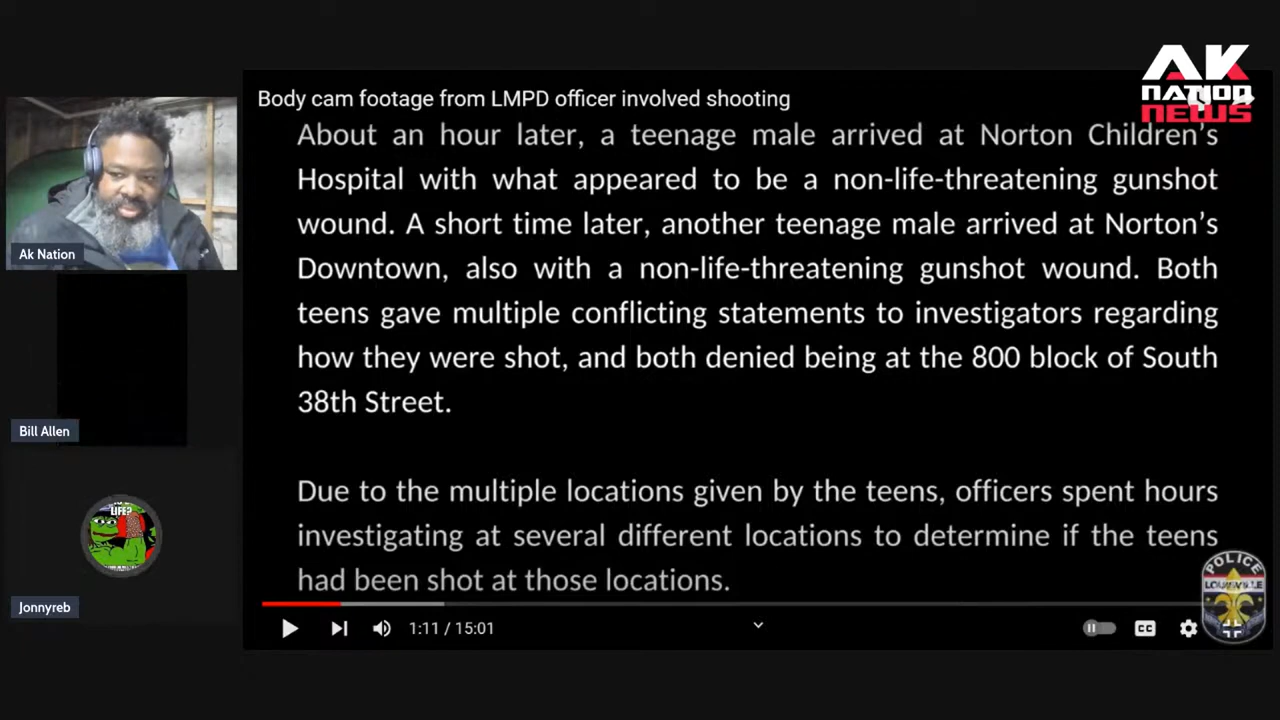 AK
NATION
NEWS
Body cam footage from LMPD officer involved shooting
About an hour later, a teenage male arrived at Norton Children’s
Hospital with what appeared to be a non-life-threatening gunshot
wound. A short time later, another teenage male arrived at Norton’s
Downtown, also with a non-life-threatening gunshot wound. Both
teens gave multiple conflicting statements to investigators regarding
how they were shot, and both denied being at the 800 block of South
38th Street.
Due to the multiple locations given by the teens, officers spent hours
investigating at several different locations to determine if the teens
had been shot at those locations.
Ak Nation
Bill Allen
LIFE?
Jonnyreb
1:11 / 15:01
CC
POLICE
LOUISVILLE